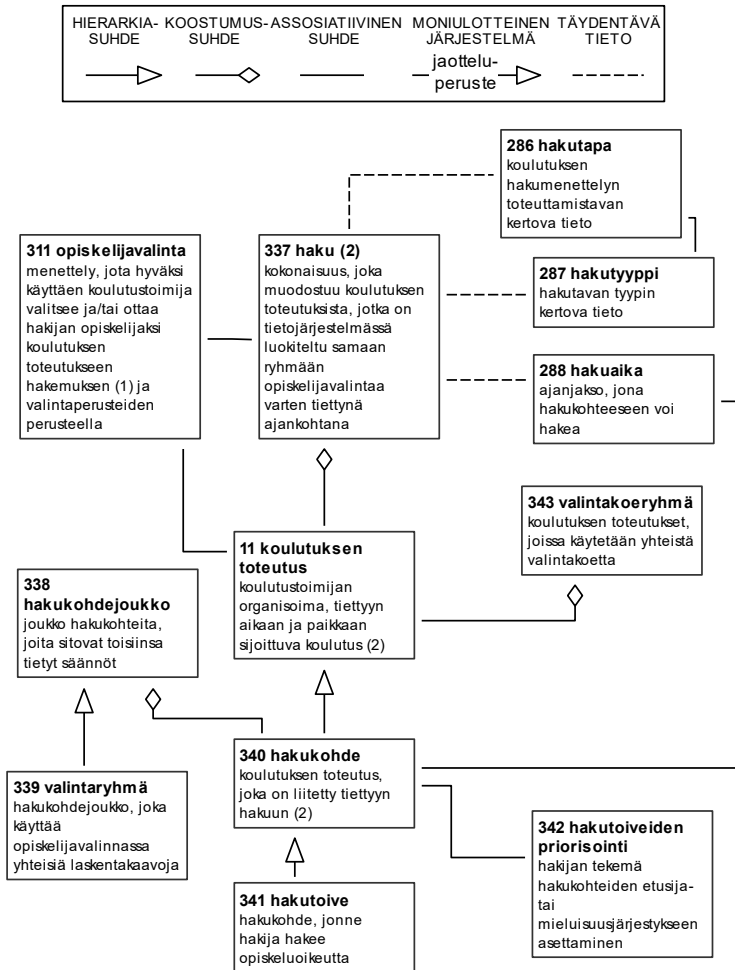 HIERARKIA-
SUHDE
KOOSTUMUS-
SUHDE
ASSOSIATIIVINEN
SUHDE
MONIULOTTEINEN
JÄRJESTELMÄ
TÄYDENTÄVÄ
TIETO
jaottelu-
peruste
286 hakutapa
koulutuksen
hakumenettelyn
toteuttamistavan
kertova tieto
311 opiskelijavalinta
menettely, jota hyväksi
käyttäen koulutustoimija
valitsee ja/tai ottaa
hakijan opiskelijaksi
koulutuksen
toteutukseen
hakemuksen (1) ja
valintaperusteiden
perusteella
337 haku (2)
kokonaisuus, joka
muodostuu koulutuksen
toteutuksista, jotka on
tietojärjestelmässä
luokiteltu samaan
ryhmään
opiskelijavalintaa
varten tiettynä
ajankohtana
287 hakutyyppi
hakutavan tyypin
kertova tieto
288 hakuaika
ajanjakso, jona
hakukohteeseen voi
hakea
343 valintakoeryhmä
koulutuksen toteutukset,
joissa käytetään yhteistä
valintakoetta
11 koulutuksen
toteutus
koulutustoimijan
organisoima, tiettyyn
aikaan ja paikkaan
sijoittuva koulutus (2)
338
hakukohdejoukko
joukko hakukohteita,
joita sitovat toisiinsa
tietyt säännöt
340 hakukohde
koulutuksen toteutus,
joka on liitetty tiettyyn
hakuun (2)
339 valintaryhmä
hakukohdejoukko, joka
käyttää
opiskelijavalinnassa
yhteisiä laskentakaavoja
342 hakutoiveiden
priorisointi
hakijan tekemä
hakukohteiden etusija-
tai
mieluisuusjärjestykseen
asettaminen
341 hakutoive
hakukohde, jonne
hakija hakee
opiskeluoikeutta